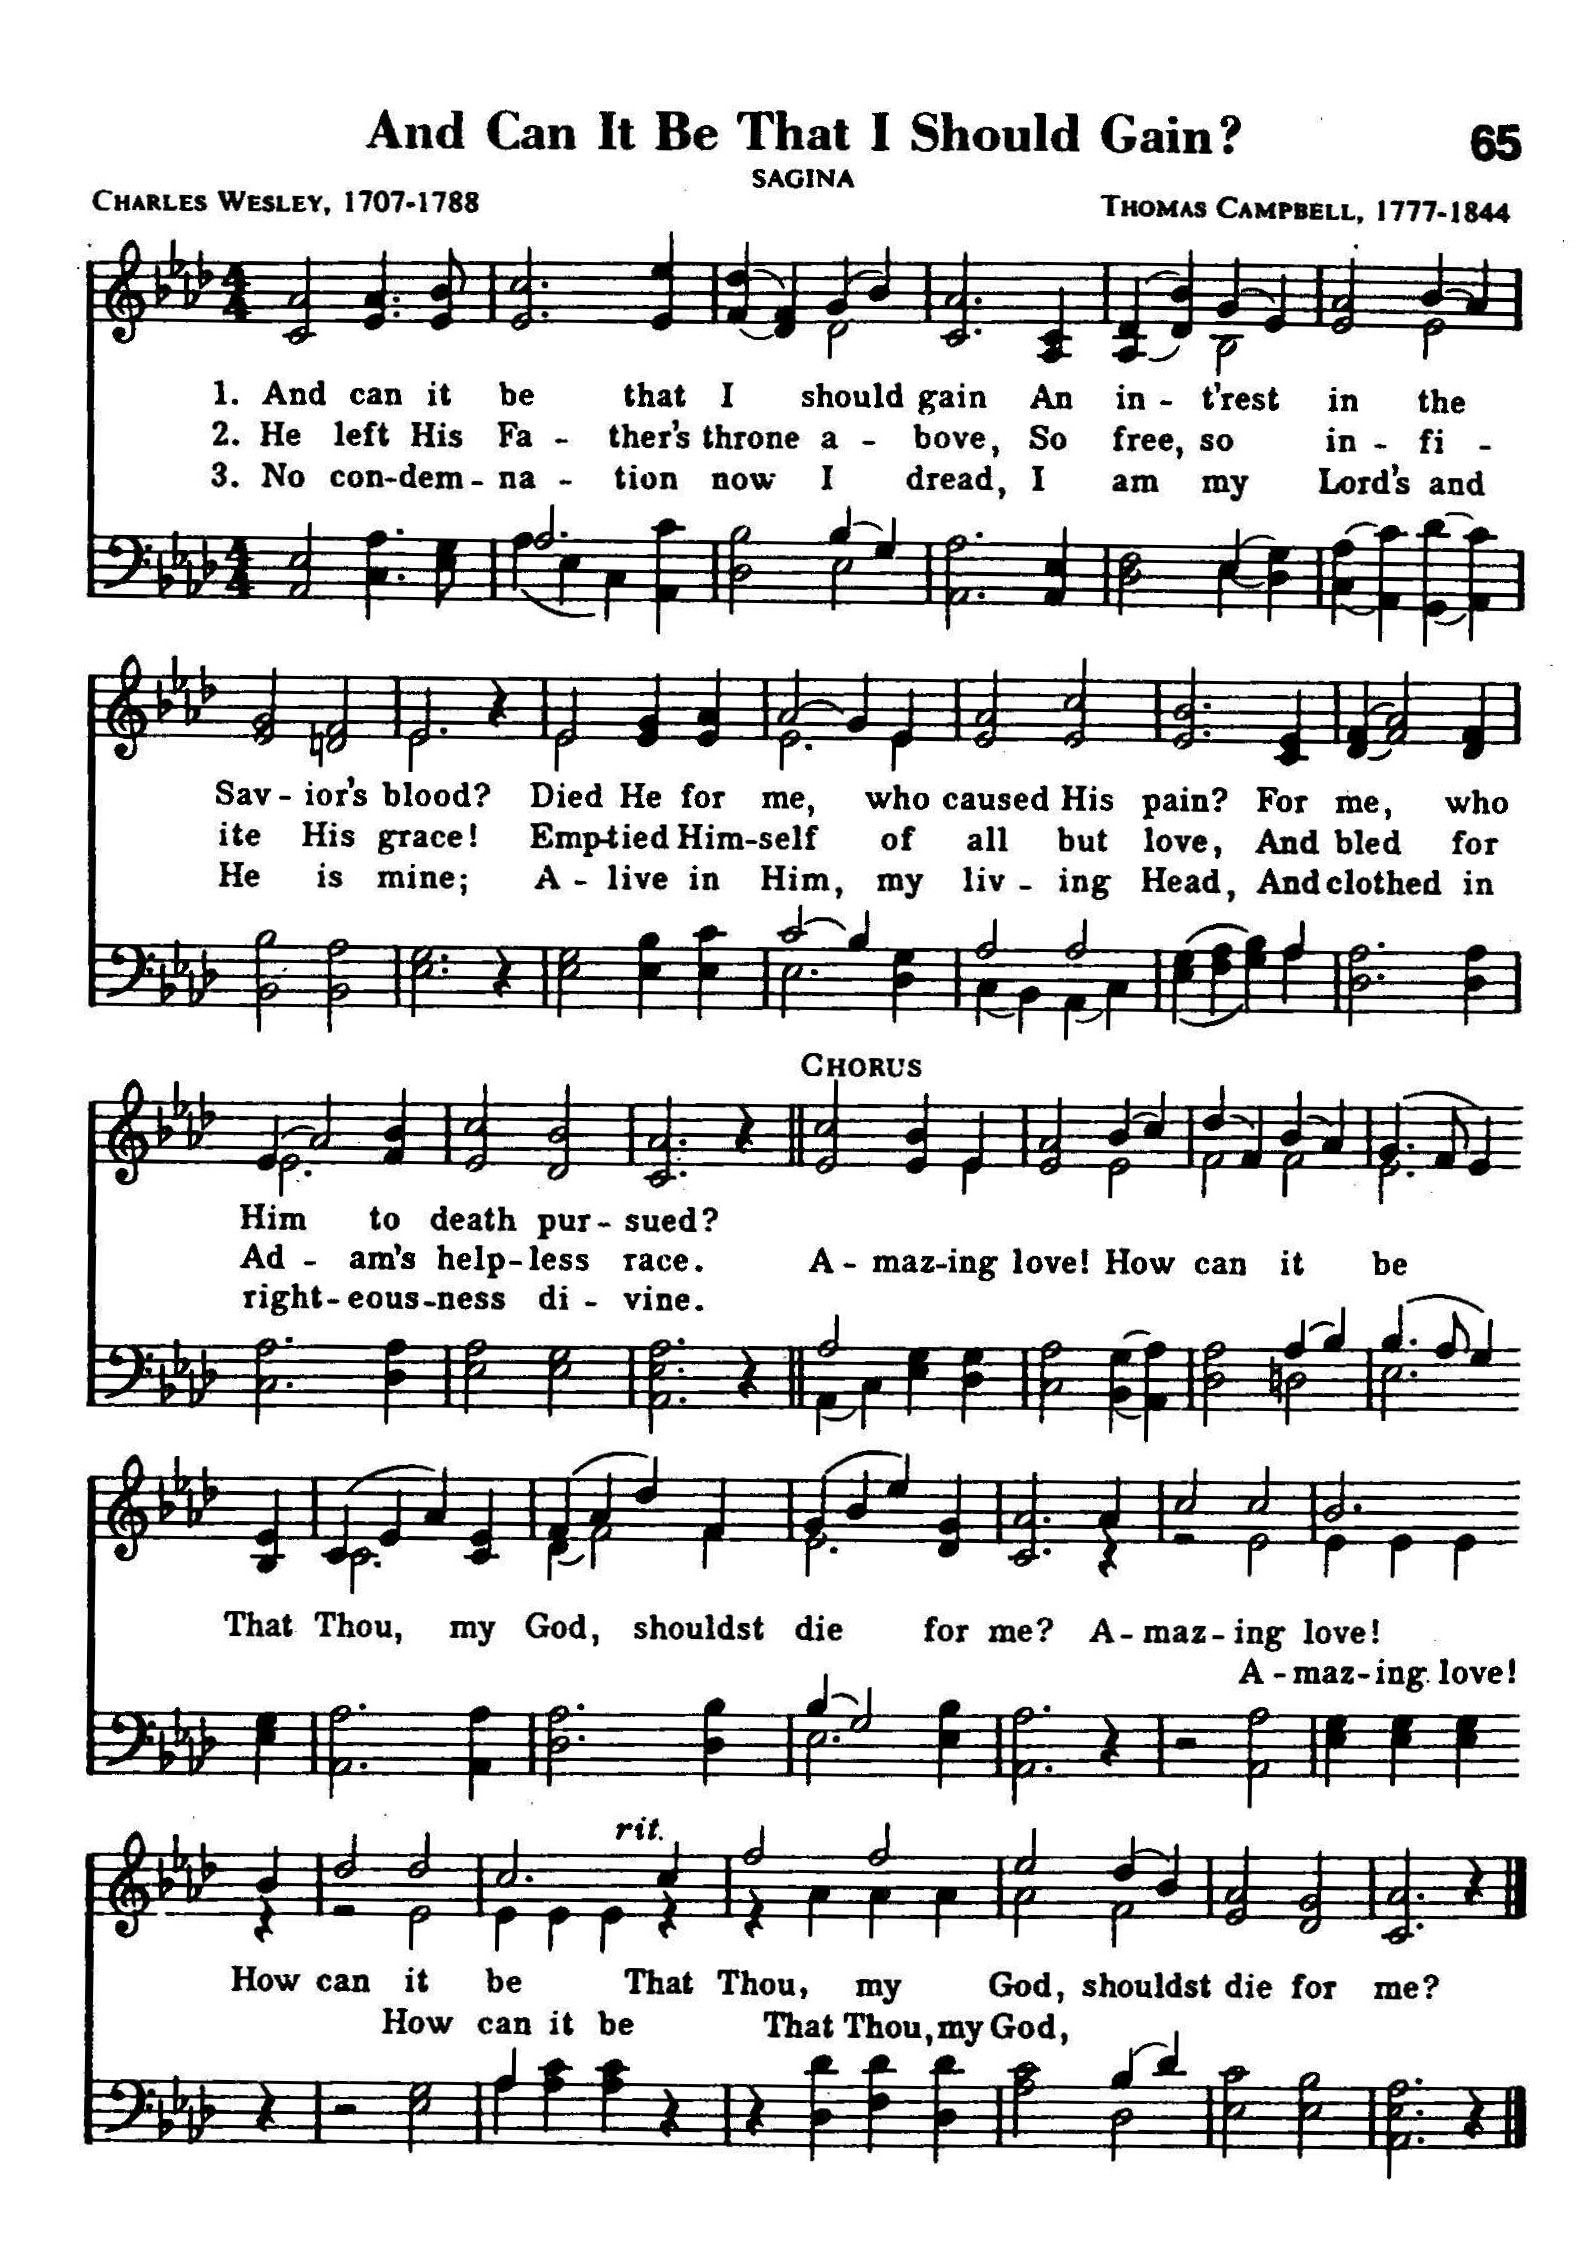 And Can It Be That I Should Gain?
65
SAGINA
CHARLES WESLEY, 1707-1788
THOMAS CAMPBELL, 1777-1844
1. And can it be that I should gain An in - t'rest in the
2. He left His Fa - ther's throne a - bove, So free, so in - fi -
3. No con-dem - na - tion now I dread, I am my Lord's and
Sav - ior's blood? Died He for me, who caused His pain? For me, who
ite His grace! Emp-tied Him-self of all but love, And bled for
He is mine; A - live in Him, my liv - ing Head, And clothed in
CHORUS
Him to death pur - sued?
Ad - am's help-less race. A - maz-ing love! How can it be
right-eous-ness di - vine.
That Thou, my God, shouldst die for me? A - maz - ing love!
A - maz - ing love!
rit.
How can it be That Thou, my God, shouldst die for me?
How can it be That Thou, my God,